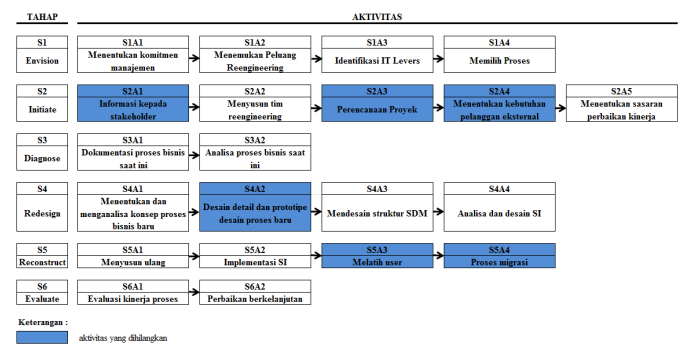 TAHAP AKTIVITAS
S1 S1A1 S1A2 S1A3 S1A4
Envision Menentukan komitmen manajemen Menemukan Peluang Reengineering Identifikasi IT Levers Memilih Proses
S2 S2A1 S2A2 S2A3 S2A4 S2A5
Initiate Informasi kepada stakeholder Menyusun tim reengineering Perencanaan Proyek Menentukan kebutuhan pelanggan eksternal Menentukan sasaran perbaikan kinerja
S3 S3A1 S3A2
Diagnose Dokumentasi proses bisnis saat ini Analisa proses bisnis saat ini
S4 S4A1 S4A2 S4A3 S4A4
Redesign Menentukan dan menganalisa konsep proses bisnis baru Desain detail dan prototipe desain proses baru Mendesain struktur SDM Analisa dan desain SI
S5 S5A1 S5A2 S5A3 S5A4
Reconstruct Menyusun ulang Implementasi SI Melatih user Proses migrasi
S6 S6A1 S6A2
Evaluate Evaluasi kinerja proses Perbaikan berkelanjutan
Keterangan :
aktivitas yang dihilangkan